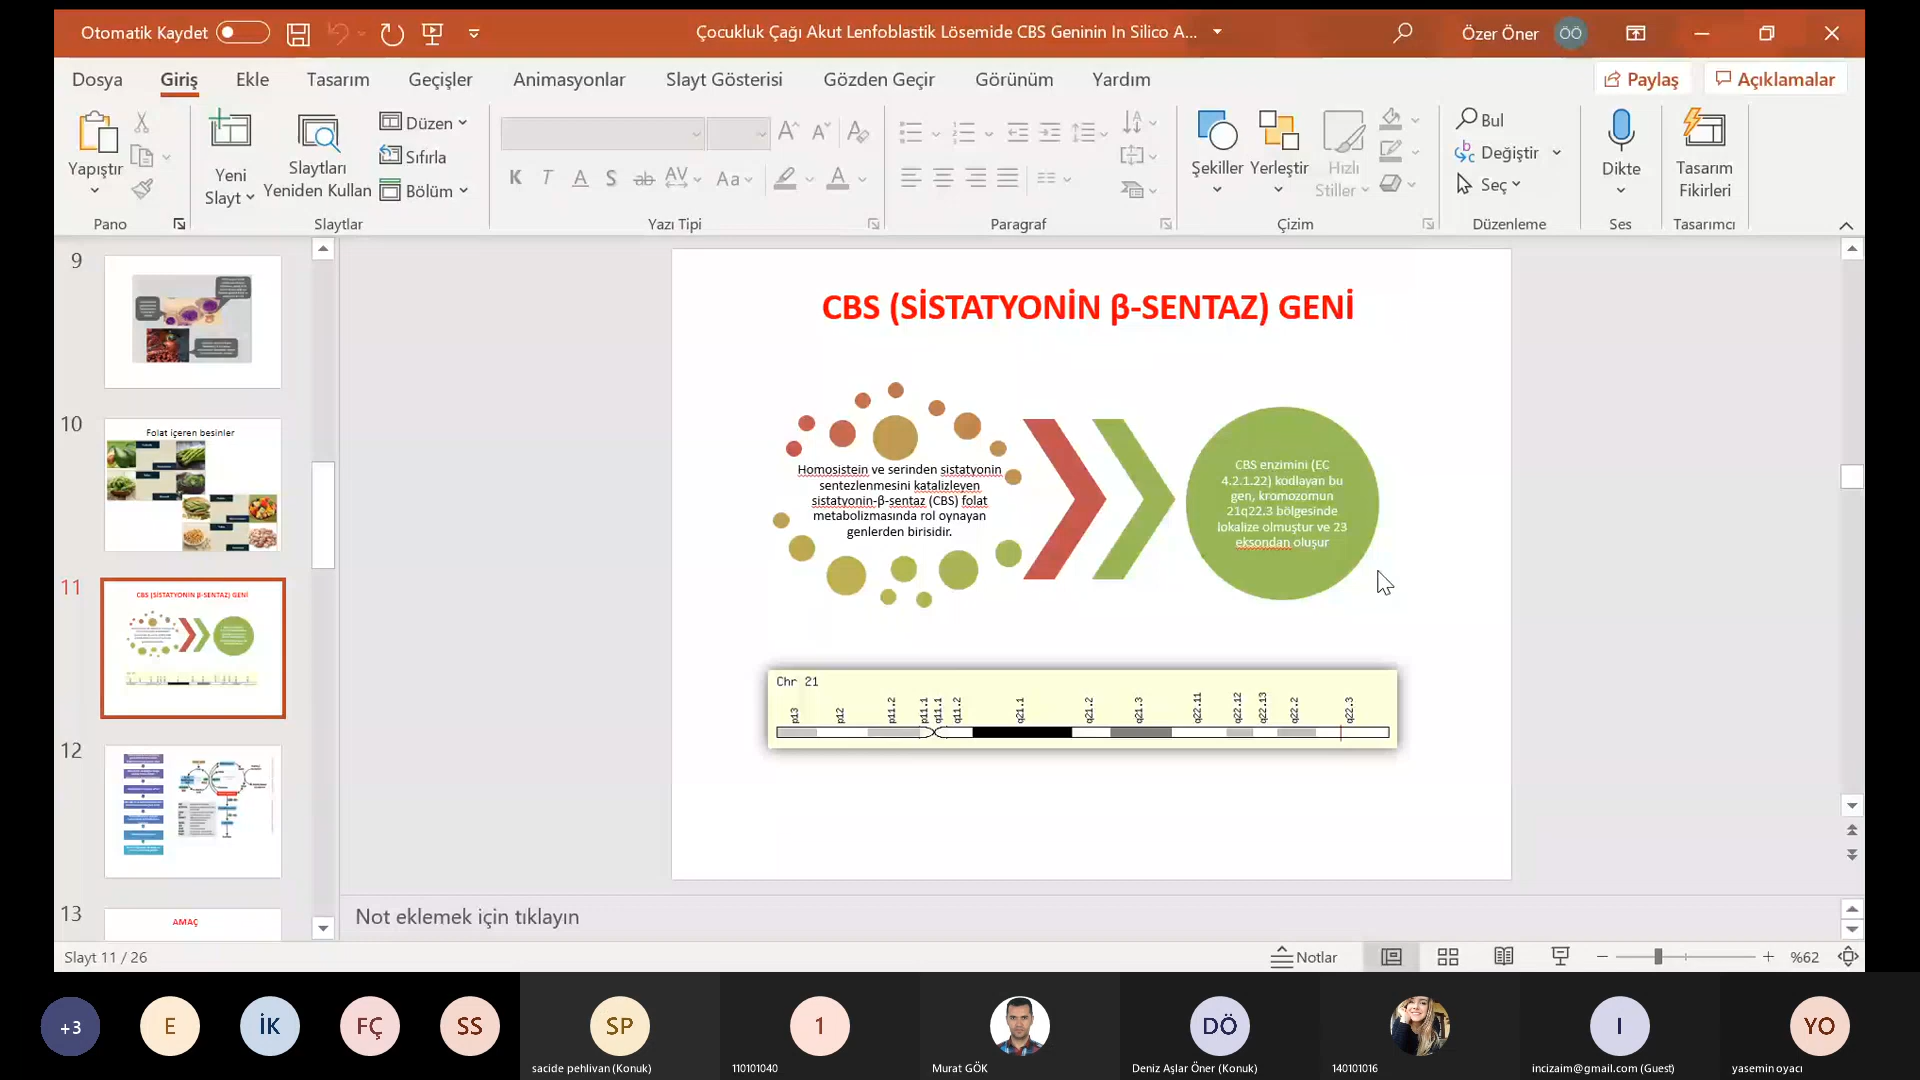 Otomatik Kaydet
Çocukluk Çağı Akut Lenfoblastik Lösemide CBS Geninin In Silico A...
Özer Öner
ÖÖ
Dosya
Giriş
Ekle
Tasarım
Geçişler
Animasyonlar
Slayt Gösterisi
Gözden Geçir
Görünüm
Yardım
Paylaş
Açıklamalar
Yapıştır
Yeni
Slayt
Slaytları
Yeniden Kullan
Düzen
Sıfırla
Bölüm
K T A S ab AV Aa A
Şekiller
Yerleştir
Hızlı
Stiller
Bul
Değiştir
Seç
Dikte
Tasarım
Fikirleri
Pano
Slaytlar
Yazı Tipi
Paragraf
Çizim
Düzenleme
Ses
Tasarımcı
9
10
Folat içeren besinler
11
CBS (SİSTATYONİN β-SENTAZ) GENİ
12
13
AMAÇ
CBS (SİSTATYONİN β-SENTAZ) GENİ
Homosistein ve serinden sistatyonin
sentezlenmesini katalizleyen
sistatyonin-β-sentaz (CBS) folat
metabolizmasında rol oynayan
genlerden birisidir.
CBS enzimini (EC
4.2.1.22) kodlayan bu
gen, kromozomun
21q22.3 bölgesinde
lokalize olmuştur ve 23
eksondan oluşur
Chr 21
p13
p12
p11.2
p11.1
q11.1
q11.2
q21.1
q21.2
q21.3
q22.11
q22.12
q22.13
q22.2
q22.3
Not eklemek için tıklayın
Slayt 11 / 26
Notlar
%62
+3
E
İK
FÇ
SS
SP
sacide pehlivan (Konuk)
1
110101040
Murat GÖK
DÖ
Deniz Aşlar Öner (Konuk)
140101016
I
incizaim@gmail.com (Guest)
YO
yasemin oyacı